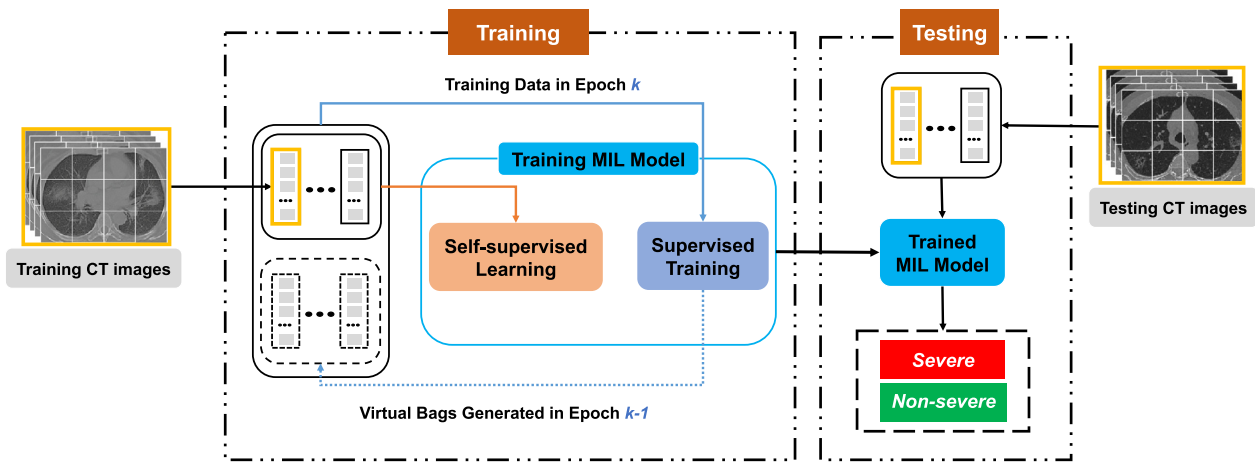 Training
Testing
Training Data in Epoch k
Training MIL Model
Self-supervised
Learning
Supervised
Training
Training CT images
Virtual Bags Generated in Epoch k-1
Testing CT images
Trained
MIL Model
Severe
Non-severe